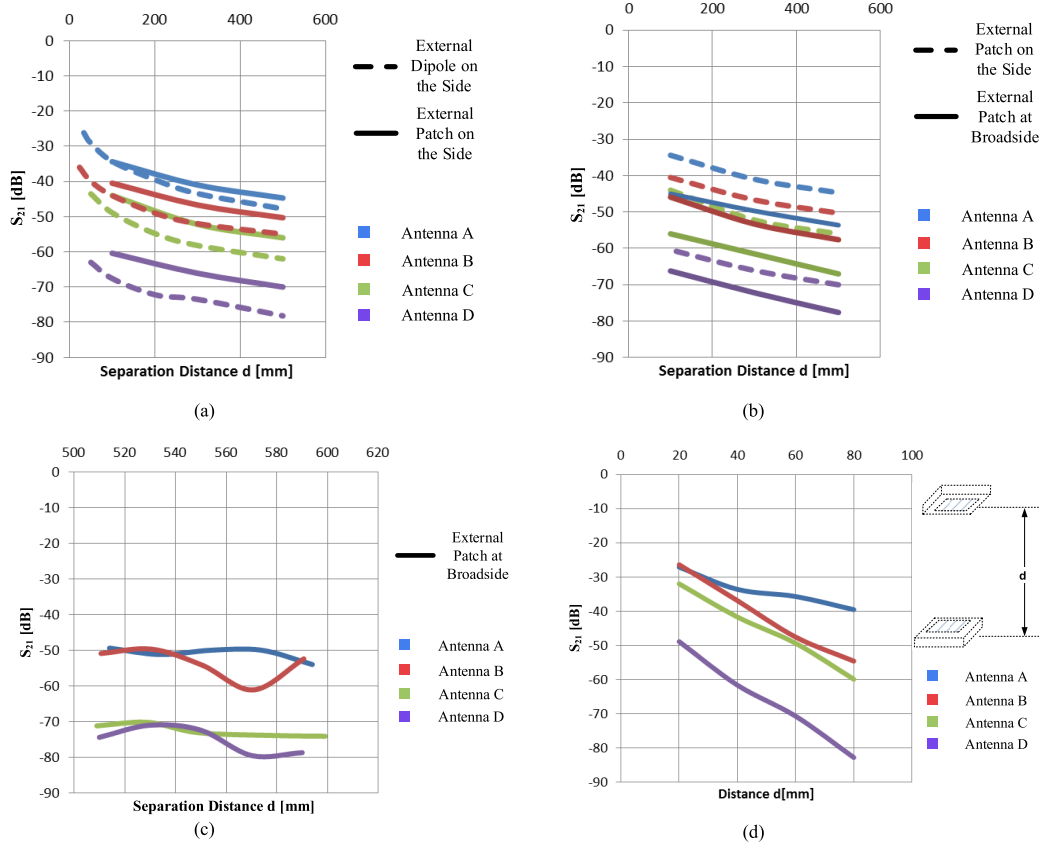 0 200 400 600
0
-10
-20
-30
-40
-50
-60
-70
-80
-90
S21 [dB]
Separation Distance d [mm]
External
Dipole on
the Side
External
Patch on
the Side
Antenna A
Antenna B
Antenna C
Antenna D
(a)
0 200 400 600
0
-10
-20
-30
-40
-50
-60
-70
-80
-90
S21 [dB]
Separation Distance d [mm]
External
Patch on
the Side
External
Patch at
Broadside
Antenna A
Antenna B
Antenna C
Antenna D
(b)
500 520 540 560 580 600 620
0
-10
-20
-30
-40
-50
-60
-70
-80
-90
S21 [dB]
Separation Distance d [mm]
External
Patch at
Broadside
Antenna A
Antenna B
Antenna C
Antenna D
(c)
0 20 40 60 80 100
0
-10
-20
-30
-40
-50
-60
-70
-80
-90
S21 [dB]
Distance d[mm]
d
Antenna A
Antenna B
Antenna C
Antenna D
(d)